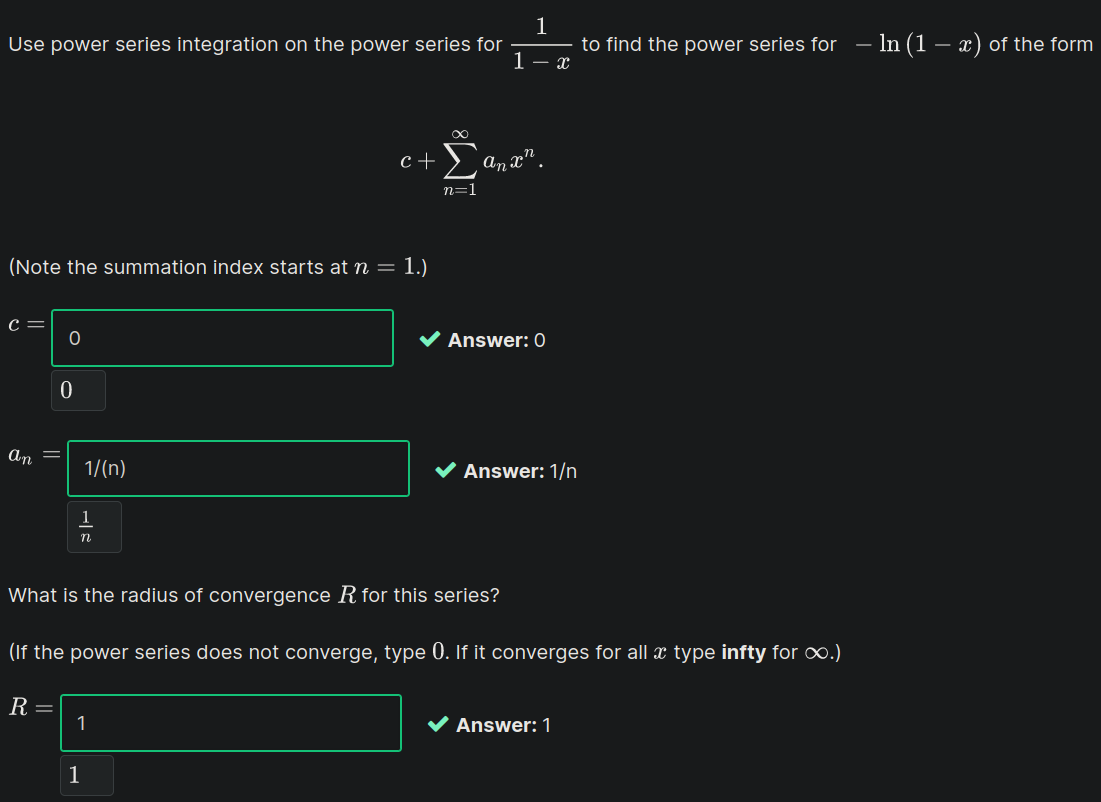 Use power series integration on the power series for \frac{1}{1-x} to find the power series for -\ln(1-x) of the form
c+\sum_{n=1}^{\infty} a_n x^n.
(Note the summation index starts at n = 1.)
c = 0 ✔ Answer: 0
0
a_n = 1/(n) ✔ Answer: 1/n
\frac{1}{n}
What is the radius of convergence R for this series?
(If the power series does not converge, type 0. If it converges for all x type infty for ∞.)
R = 1 ✔ Answer: 1
1